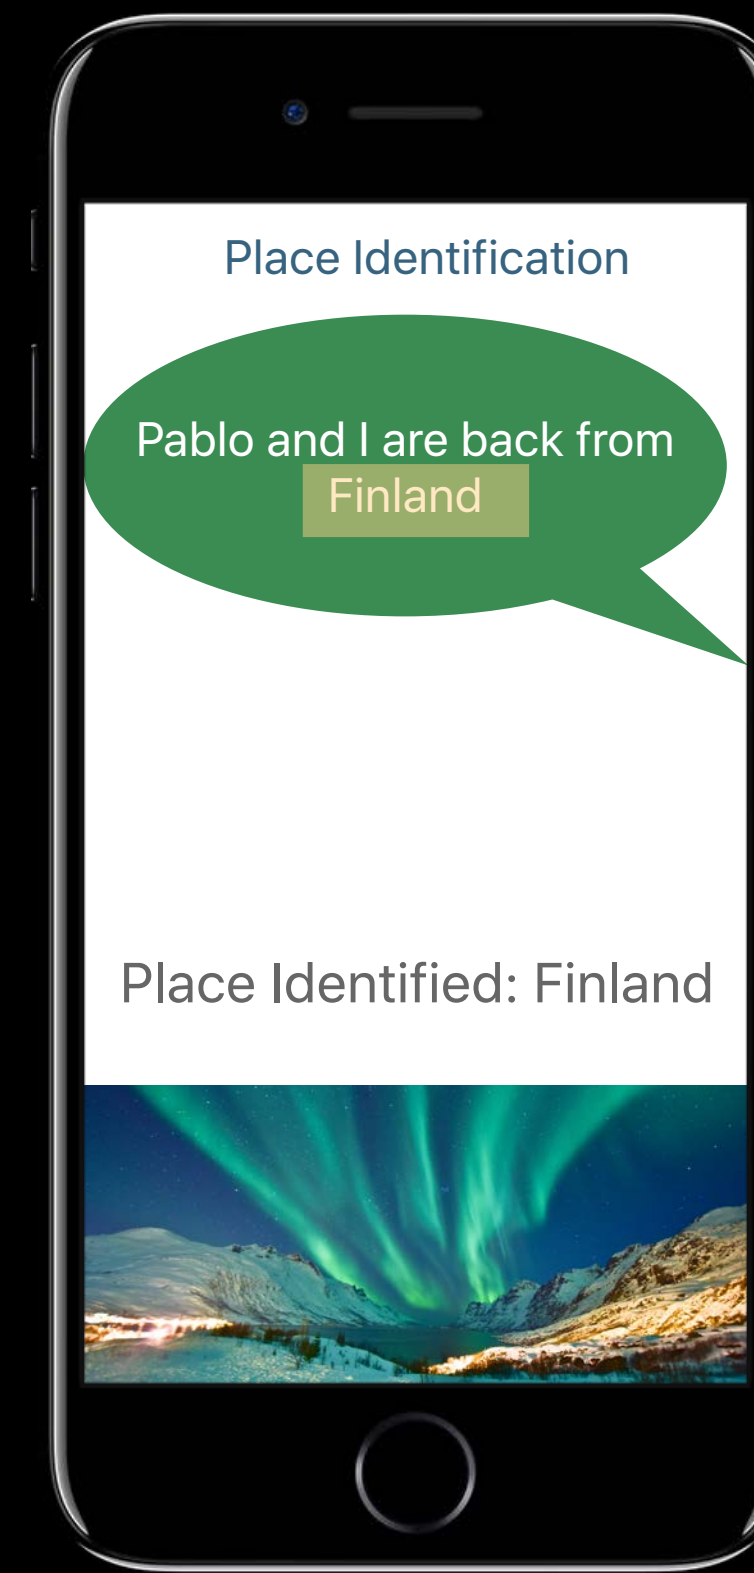 Place Identification
Pablo and I are back from
Finland
Place Identified: Finland